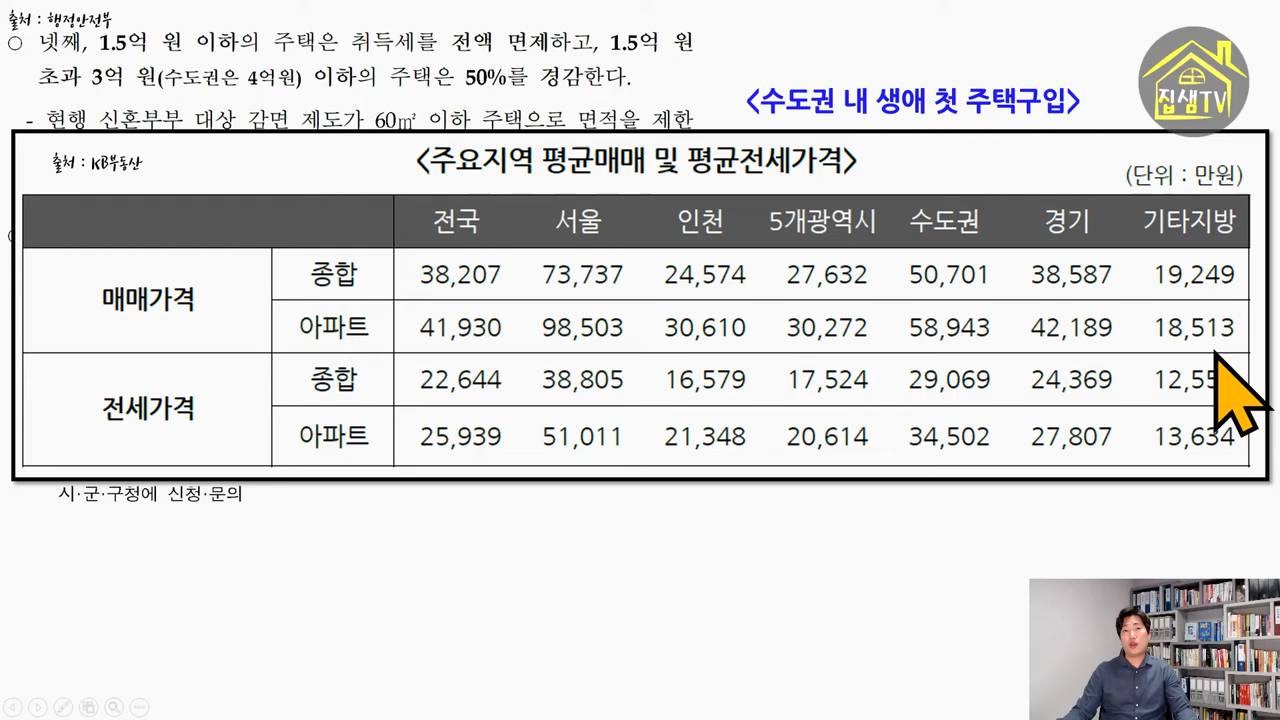 출처 : 행정안전부
○ 넷째, 1.5억 원 이하의 주택은 취득세를 전액 면제하고, 1.5억 원
초과 3억 원(수도권은 4억원) 이하의 주택은 50%를 경감한다.
- 현행 신혼부부 대상 감면 제도가 60㎡ 이하 주택으로 면적을 제한
<수도권 내 생애 첫 주택구입>
집샘TV
출처 : KB부동산
<주요지역 평균매매 및 평균전세가격>
(단위 : 만원)
전국 서울 인천 5개광역시 수도권 경기 기타지방
매매가격 종합 38,207 73,737 24,574 27,632 50,701 38,587 19,249
아파트 41,930 98,503 30,610 30,272 58,943 42,189 18,513
전세가격 종합 22,644 38,805 16,579 17,524 29,069 24,369
아파트 25,939 51,011 21,348 20,614 34,502 27,807 13,634
시·군·구청에 신청·문의